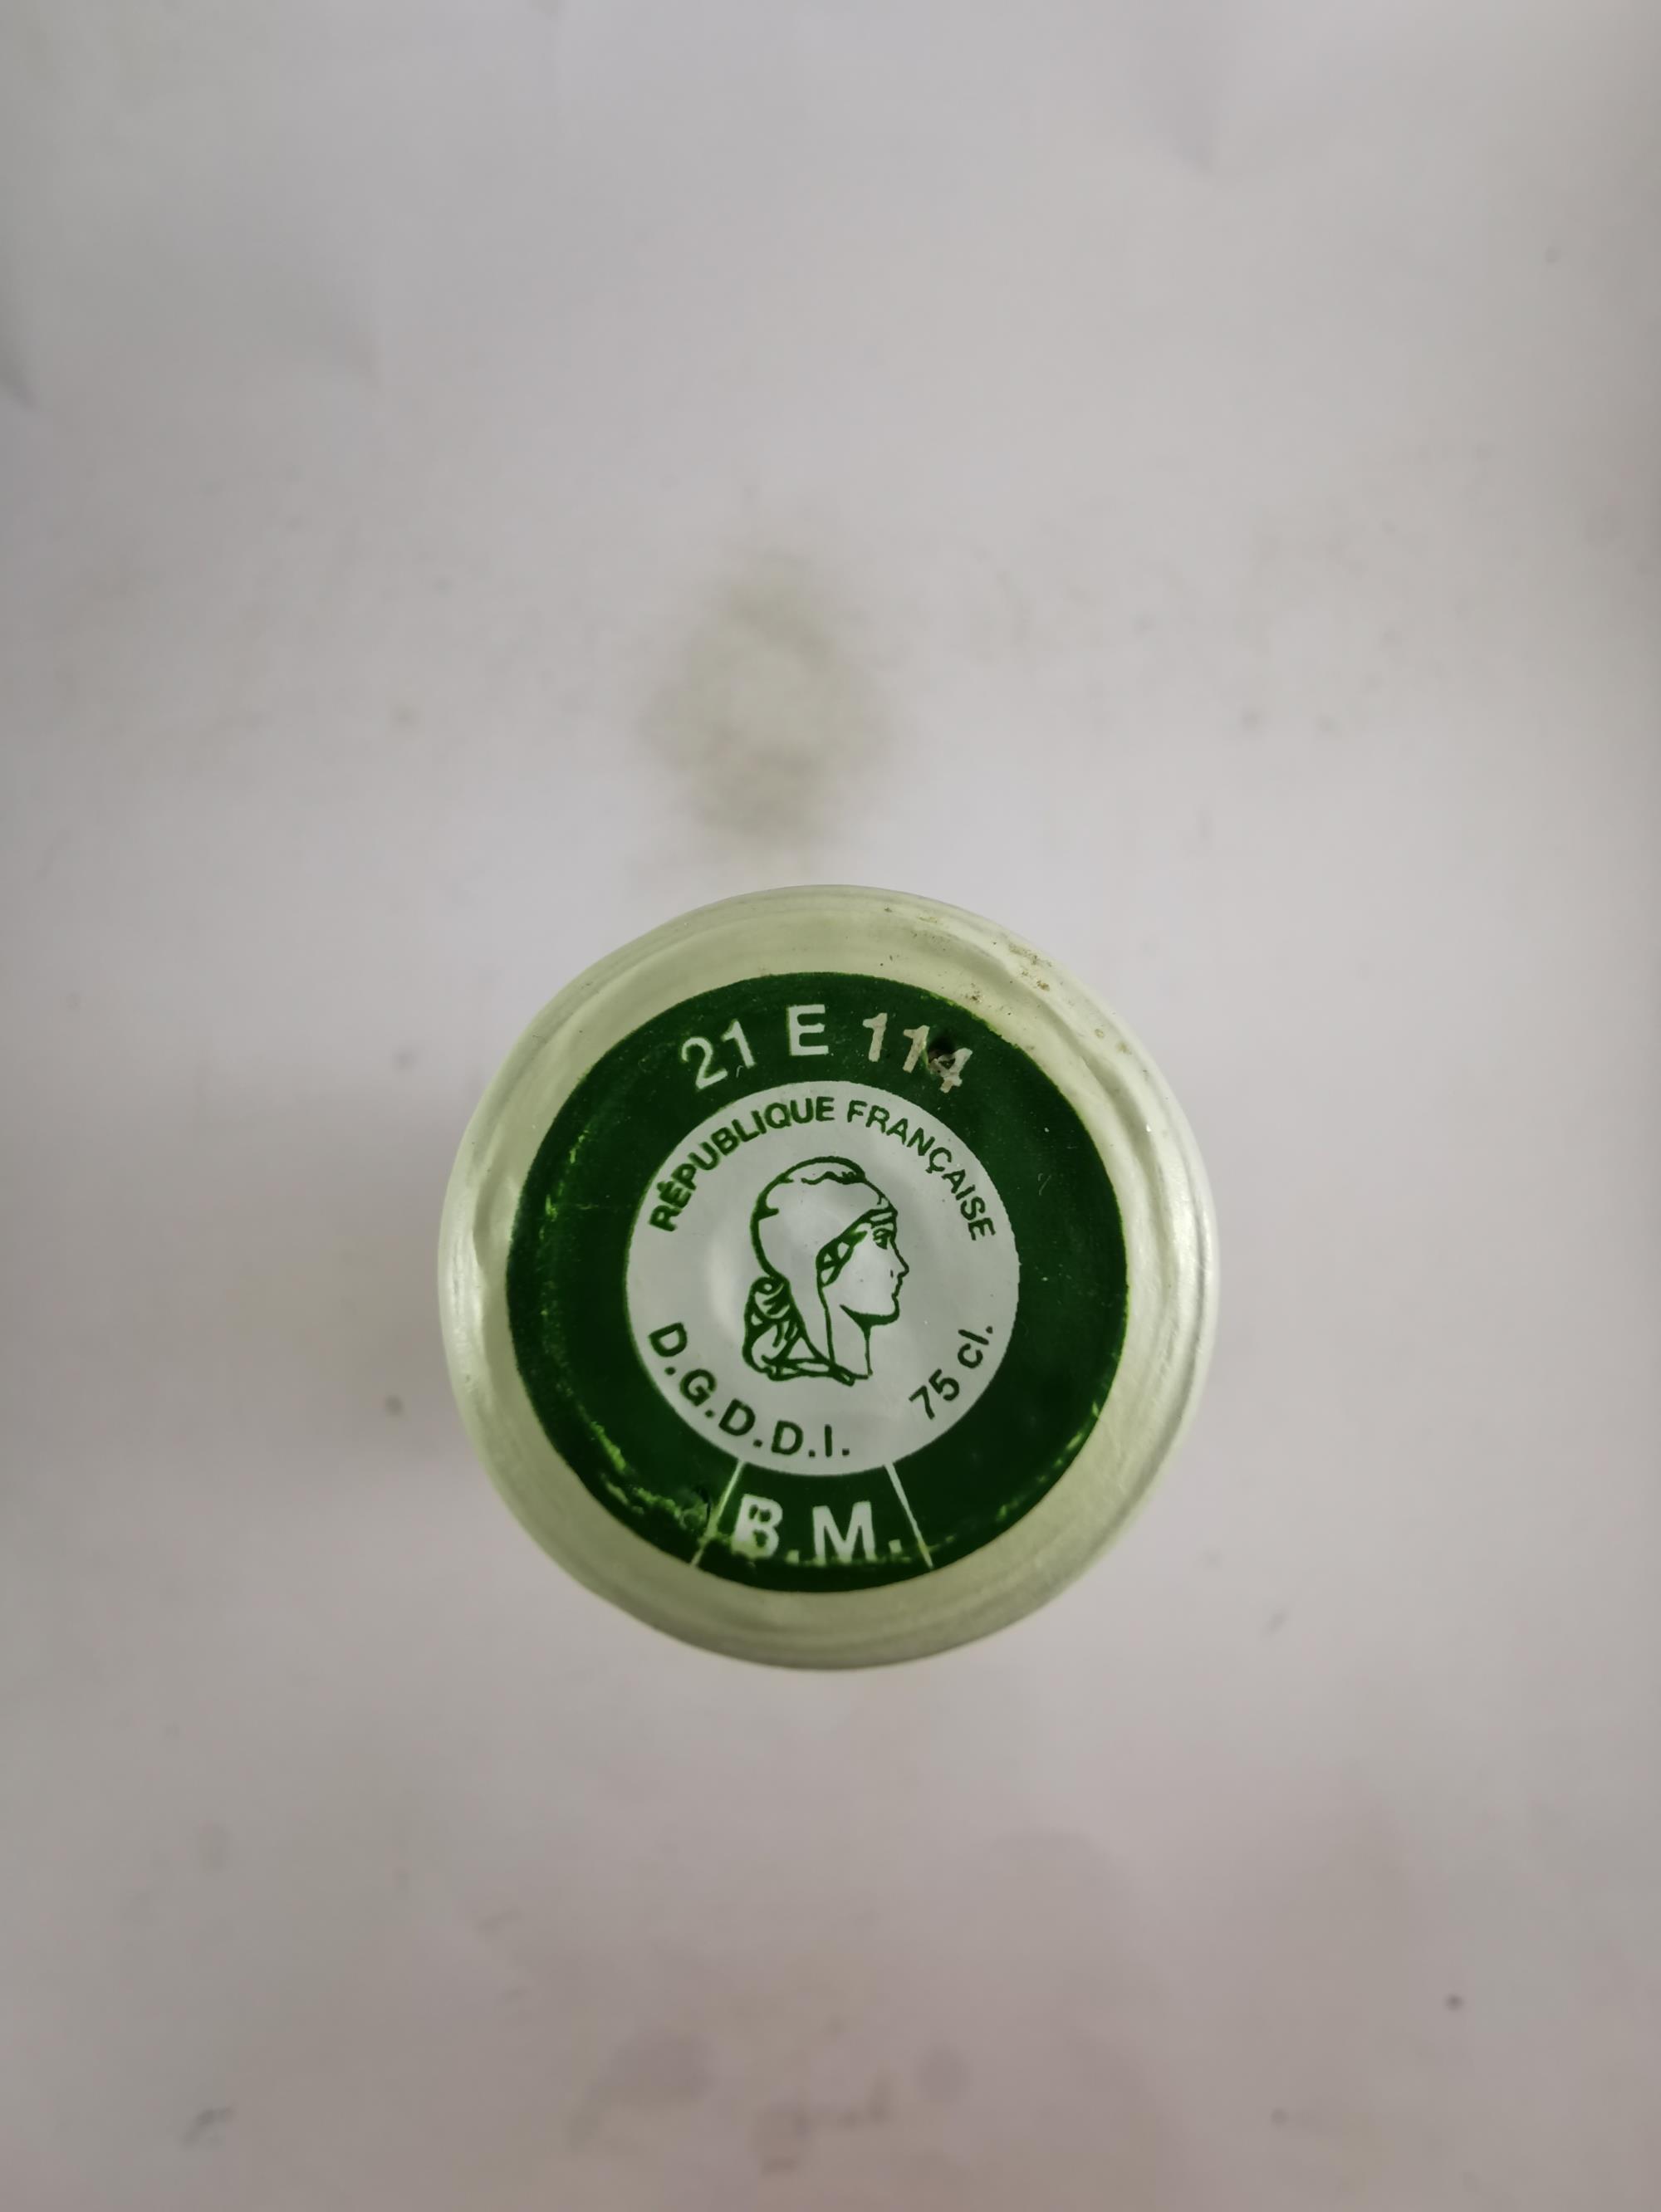 21 E 114
RÉPUBLIQUE FRANÇAISE
D.G.D.D.I. 75 cl.
B.M.